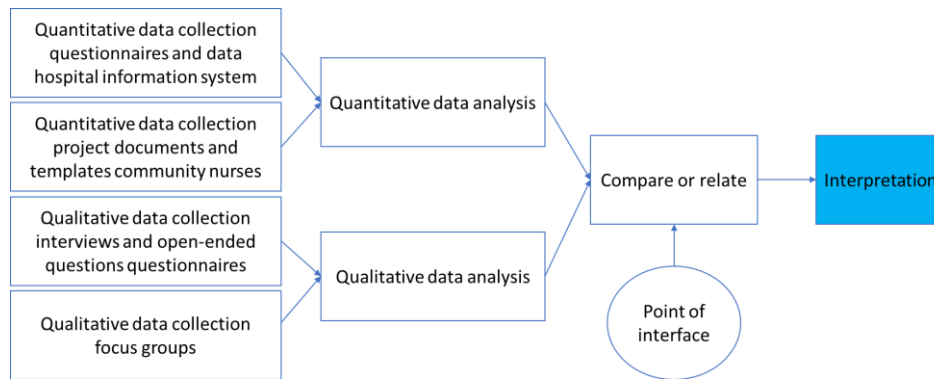 Quantitative data collection
questionnaires and data
hospital information system
Quantitative data collection
project documents and
templates community nurses
Qualitative data collection
interviews and open-ended
questions questionnaires
Qualitative data collection
focus groups
Quantitative data analysis
Qualitative data analysis
Compare or relate
Point of
interface
Interpretation